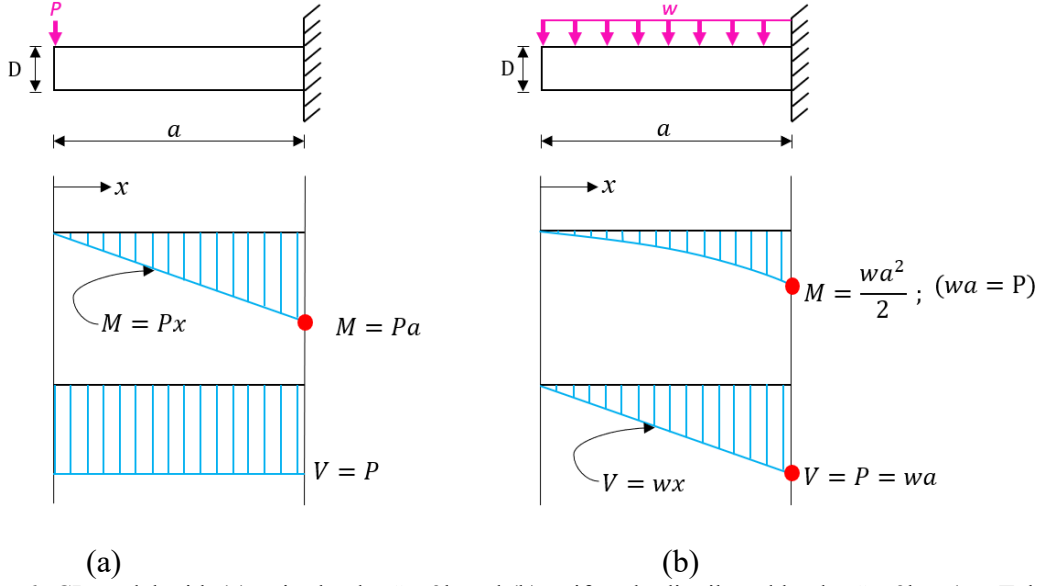 P
D
a
x
M = Px
M = Pa
V = P
(a)
w
D
a
x
M = wa²/2 ; (wa = P)
V = wx
V = P = wa
(b)